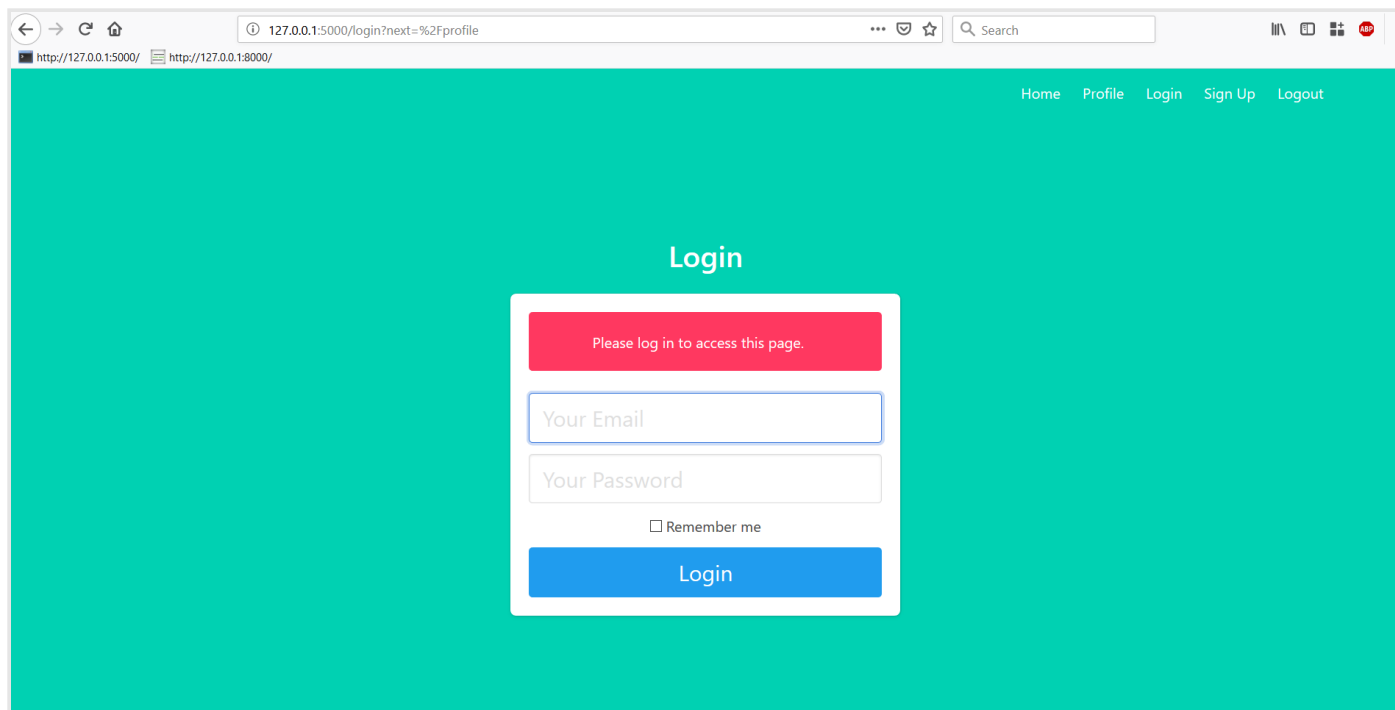 127.0.0.1:5000/login?next=%2Fprofile
Search
ABP
http://127.0.0.1:5000/ http://127.0.0.1:8000/
Home Profile Login Sign Up Logout
Login
Please log in to access this page.
Your Email
Your Password
Remember me
Login